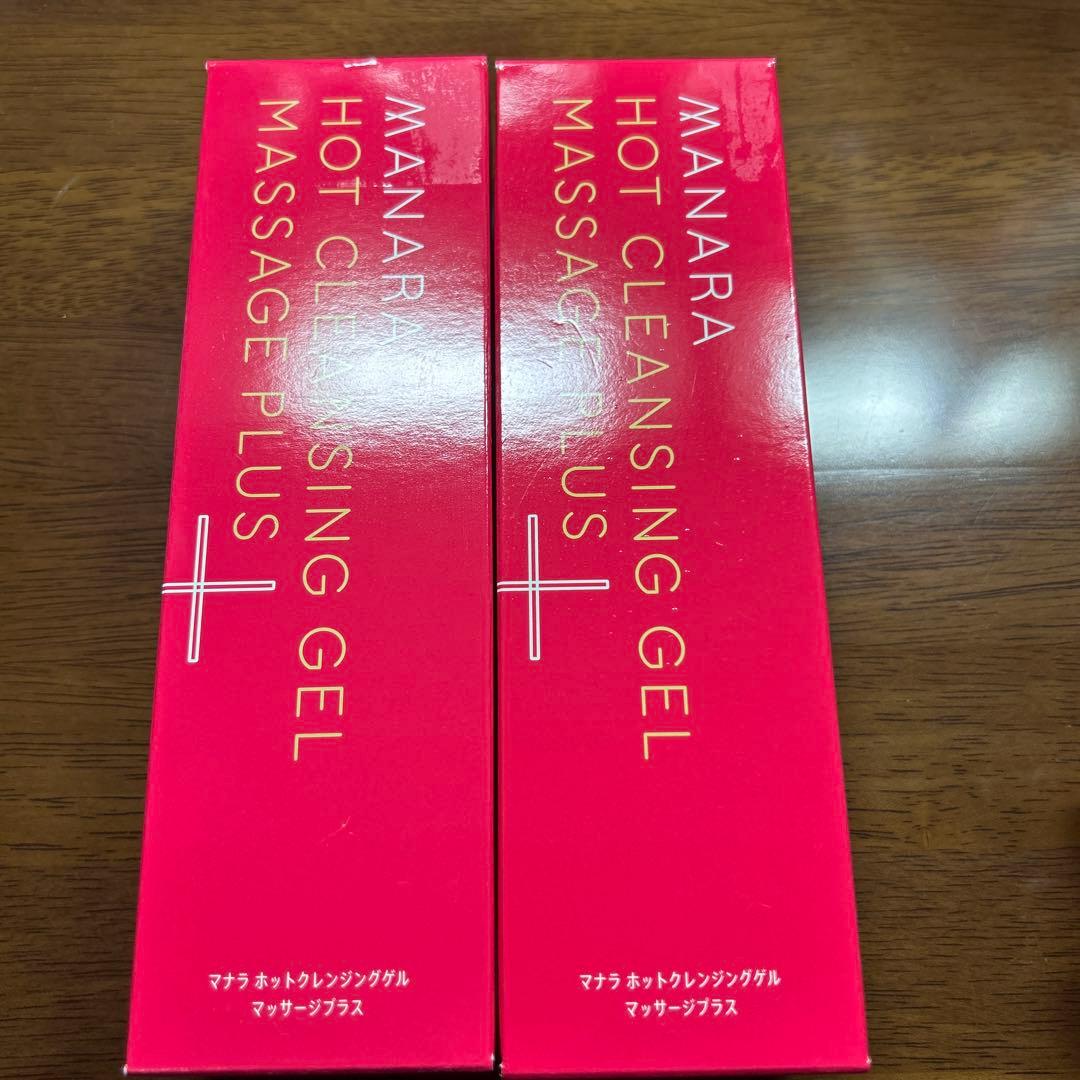 MANARA
HOT CLEANSING GEL
MASSAGE PLUS
マナラ ホットクレンジングゲル
マッサージプラス
MANARA
HOT CLEANSING GEL
MASSAGE PLUS
マナラ ホットクレンジングゲル
マッサージプラス